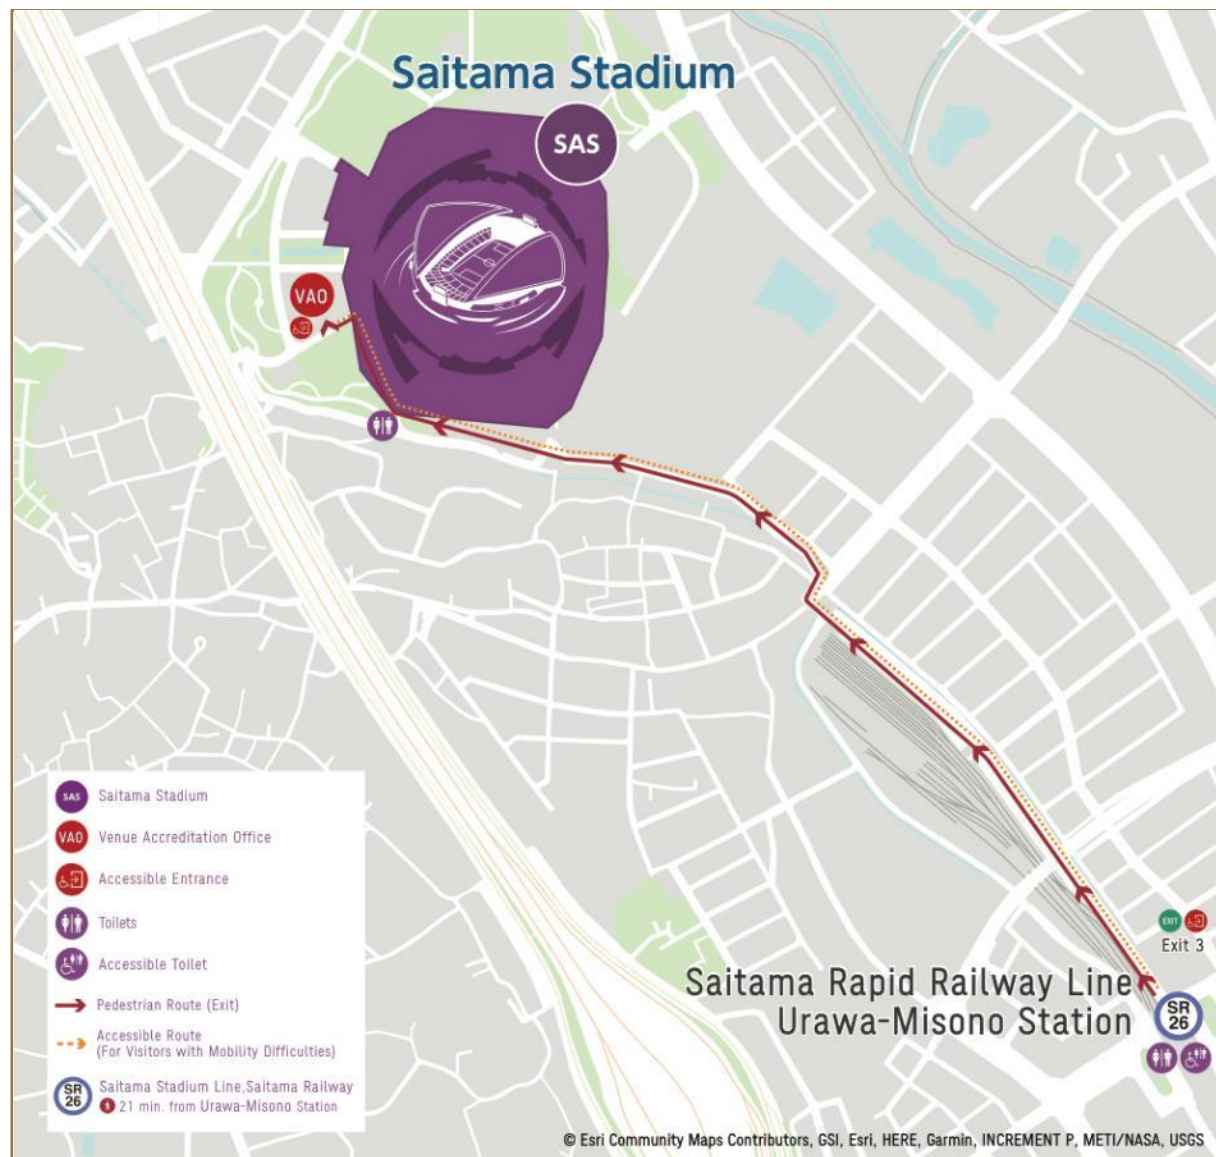 Saitama Stadium
SAS
VAO
EXIT
Exit 3
Saitama Rapid Railway Line
Urawa-Misono Station
SR
26
SAS Saitama Stadium
VAO Venue Accreditation Office
Accessible Entrance
Toilets
Accessible Toilet
Pedestrian Route (Exit)
Accessible Route
(For Visitors with Mobility Difficulties)
SR
26
Saitama Stadium Line,Saitama Railway
21 min. from Urawa-Misono Station
© Esri Community Maps Contributors, GSI, Esri, HERE, Garmin, INCREMENT P, METI/NASA, USGS